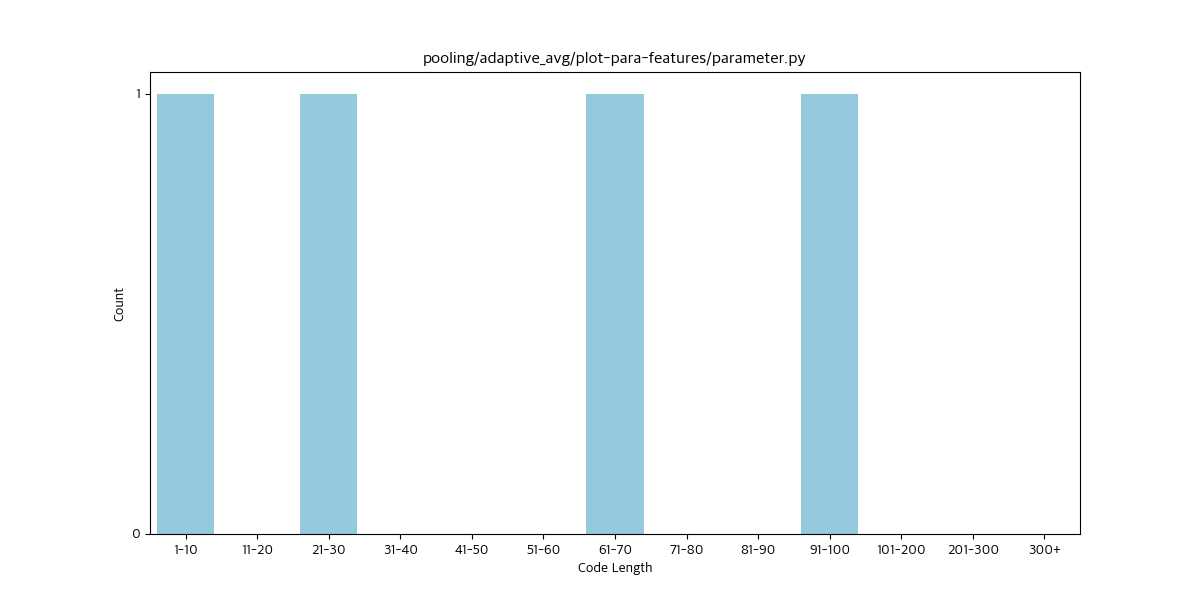 pooling/adaptive_avg/plot-para-features/parameter.py
1
Count
0
1-10 11-20 21-30 31-40 41-50 51-60 61-70 71-80 81-90 91-100 101-200 201-300 300+
Code Length